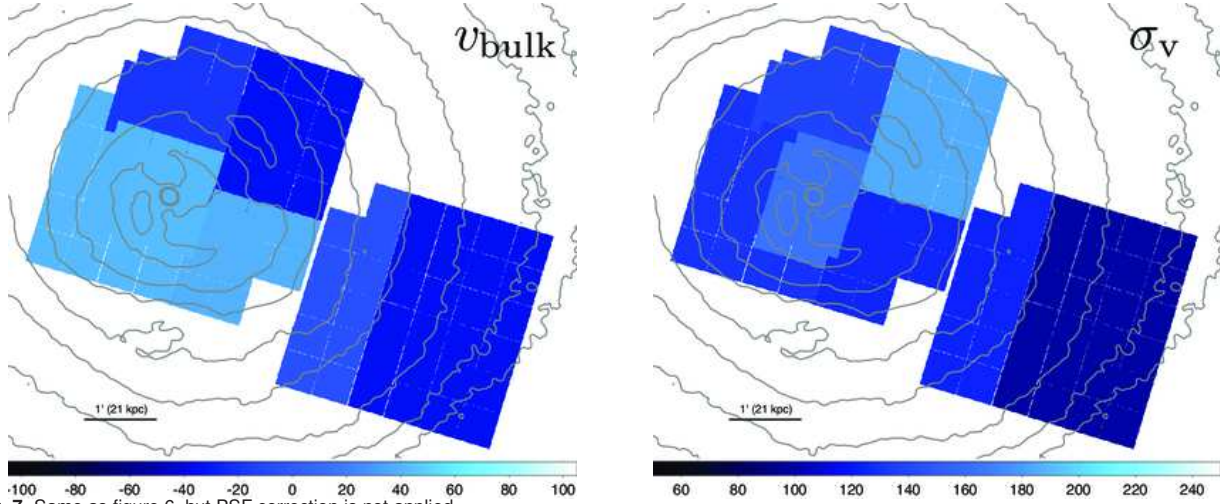 v_bulk
σ_v
1' (21 kpc)
1' (21 kpc)
-100 -80 -60 -40 -20 0 20 40 60 80 100
60 80 100 120 140 160 180 200 220 240
7. Same as figure 6, but PSF correction is not applied